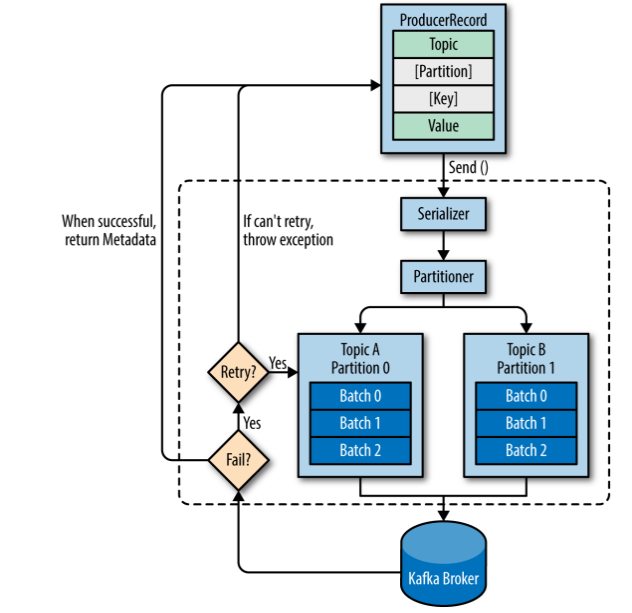 ProducerRecord
Topic
[Partition]
[Key]
Value
Send ()
When successful,
return Metadata
If can't retry,
throw exception
Serializer
Partitioner
Topic A
Partition 0
Batch 0
Batch 1
Batch 2
Topic B
Partition 1
Batch 0
Batch 1
Batch 2
Retry?
Yes
Yes
Fail?
Kafka Broker